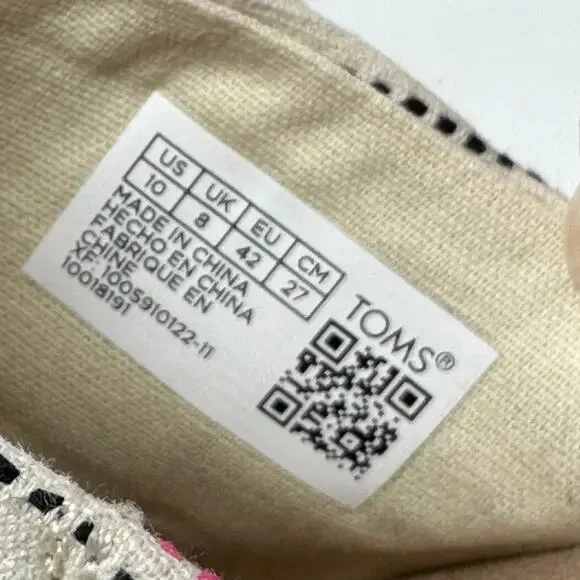 US UK EU CM
10 8 42 27
MADE IN CHINA
HECHO EN CHINA
FABRIQUE EN
CHINE
XF: 1005910122-11
10018191
TOMS®